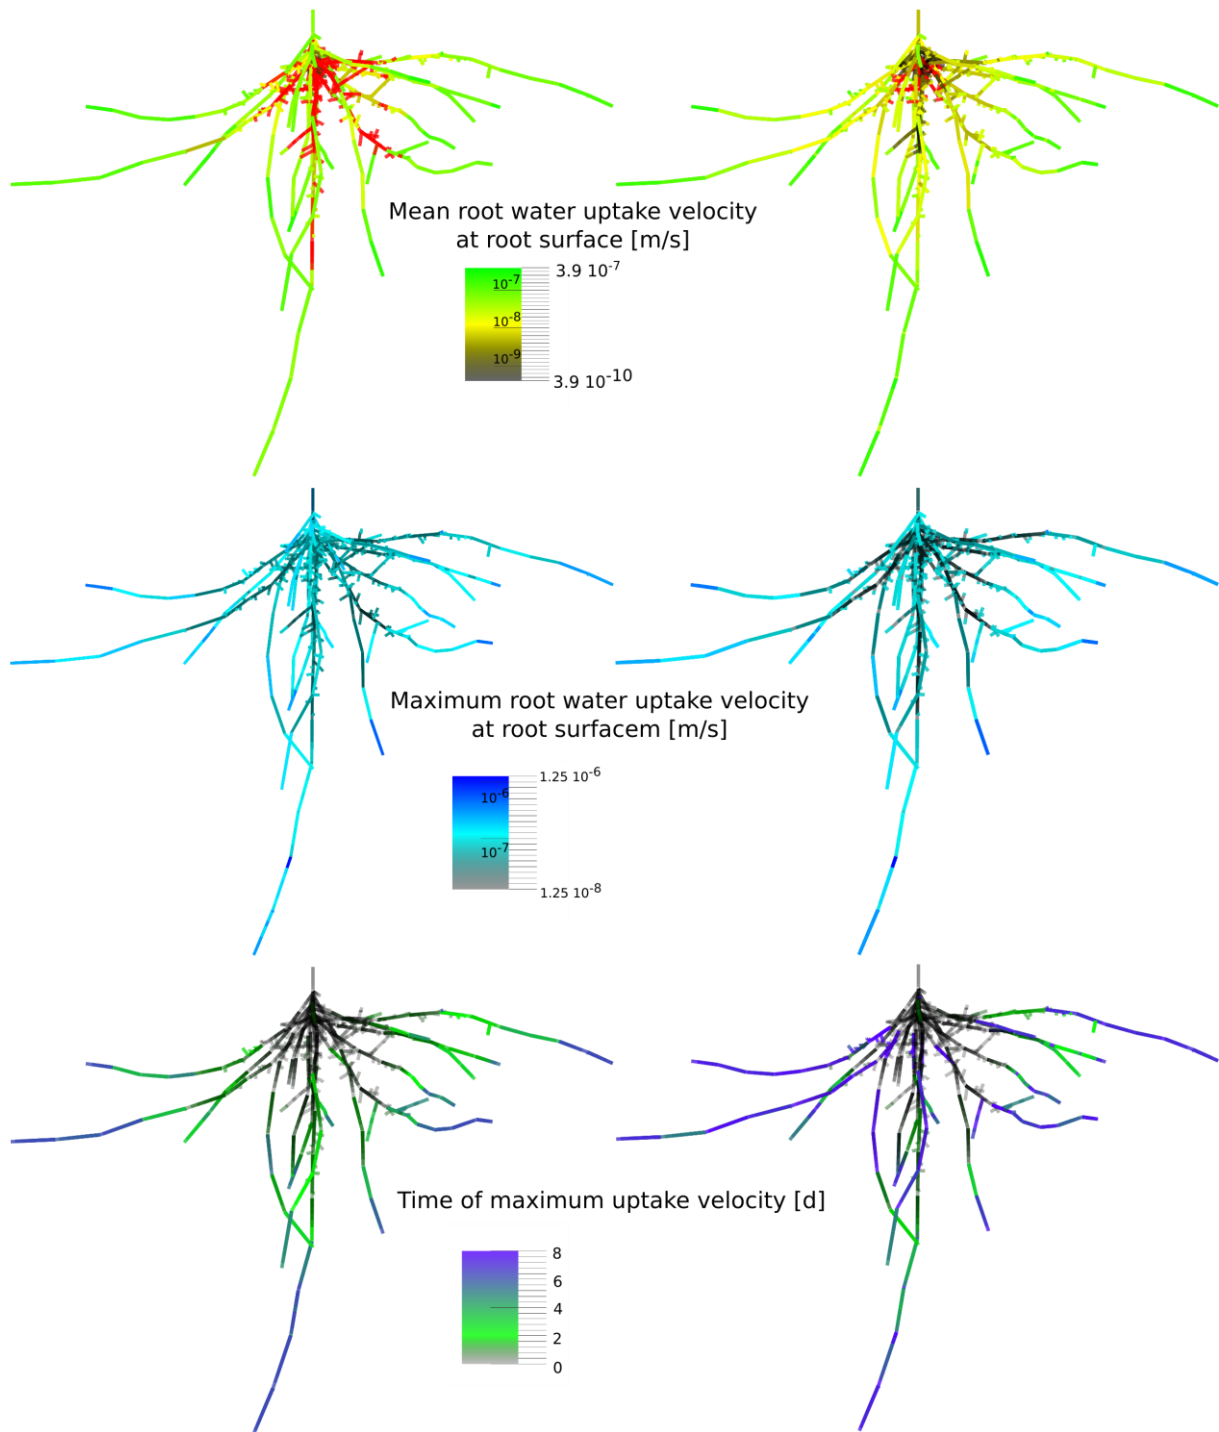 Mean root water uptake velocity
at root surface [m/s]
3.9 10-7
10-7
10-8
10-9
3.9 10-10
Maximum root water uptake velocity
at root surfacem [m/s]
1.25 10-6
10-6
10-7
1.25 10-8
Time of maximum uptake velocity [d]
8
6
4
2
0